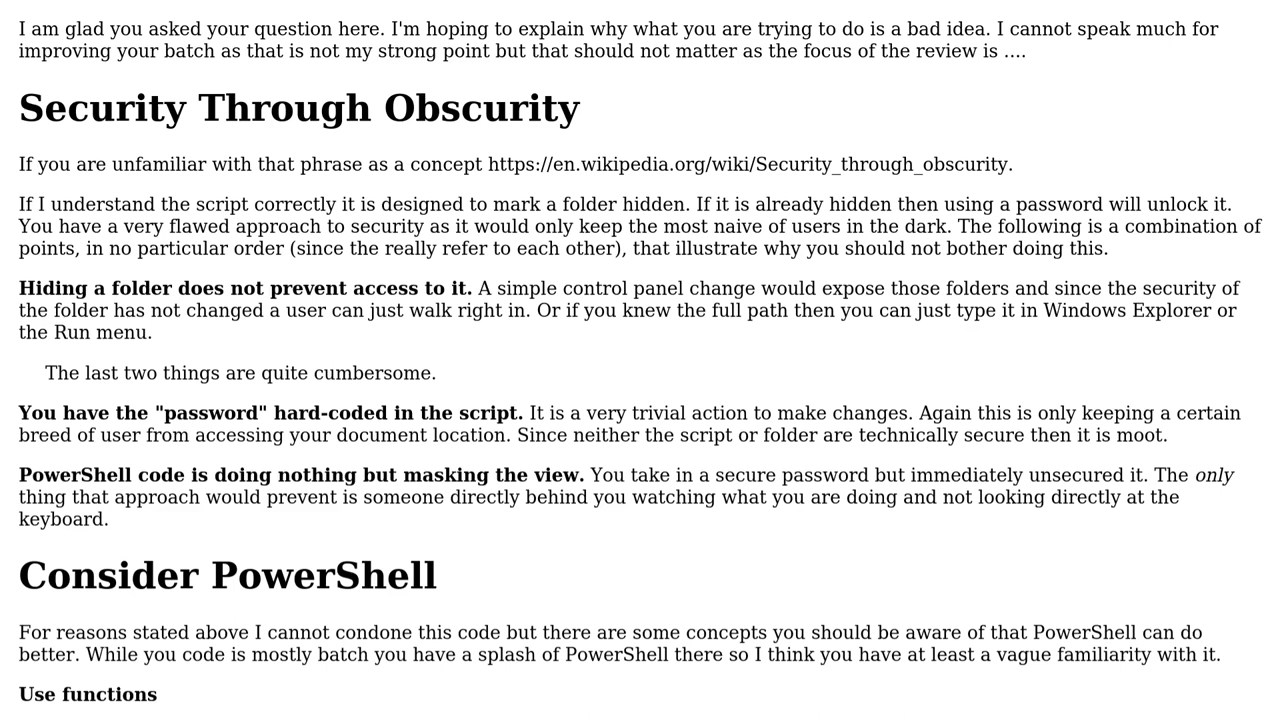 I am glad you asked your question here. I'm hoping to explain why what you are trying to do is a bad idea. I cannot speak much for
improving your batch as that is not my strong point but that should not matter as the focus of the review is ....
Security Through Obscurity
If you are unfamiliar with that phrase as a concept https://en.wikipedia.org/wiki/Security_through_obscurity.
If I understand the script correctly it is designed to mark a folder hidden. If it is already hidden then using a password will unlock it.
You have a very flawed approach to security as it would only keep the most naive of users in the dark. The following is a combination of
points, in no particular order (since the really refer to each other), that illustrate why you should not bother doing this.
Hiding a folder does not prevent access to it. A simple control panel change would expose those folders and since the security of
the folder has not changed a user can just walk right in. Or if you knew the full path then you can just type it in Windows Explorer or
the Run menu.
The last two things are quite cumbersome.
You have the "password" hard-coded in the script. It is a very trivial action to make changes. Again this is only keeping a certain
breed of user from accessing your document location. Since neither the script or folder are technically secure then it is moot.
PowerShell code is doing nothing but masking the view. You take in a secure password but immediately unsecured it. The only
thing that approach would prevent is someone directly behind you watching what you are doing and not looking directly at the
keyboard.
Consider PowerShell
For reasons stated above I cannot condone this code but there are some concepts you should be aware of that PowerShell can do
better. While you code is mostly batch you have a splash of PowerShell there so I think you have at least a vague familiarity with it.
Use functions